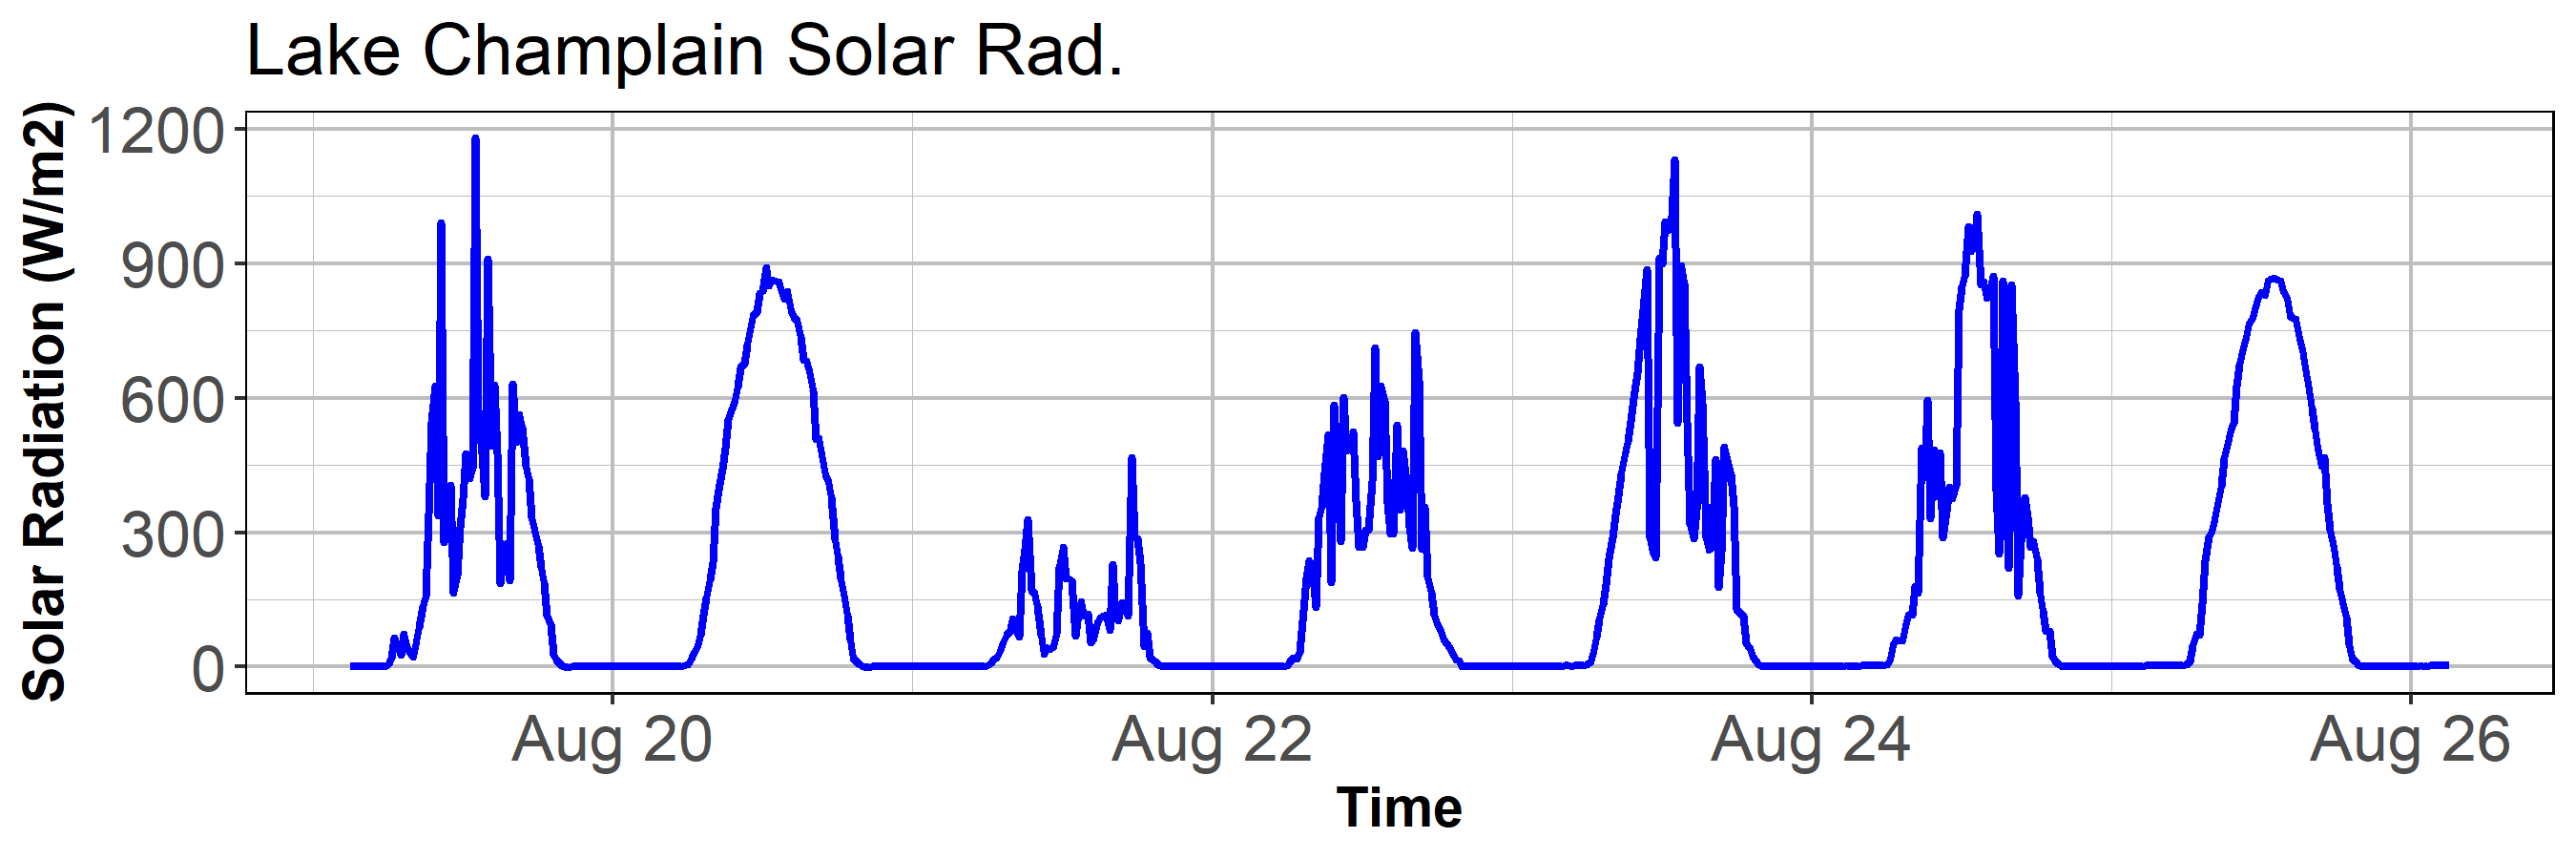 Lake Champlain Solar Rad.
Solar Radiation (W/m2)
1200
900
600
300
0
Aug 20 Aug 22 Aug 24 Aug 26
Time